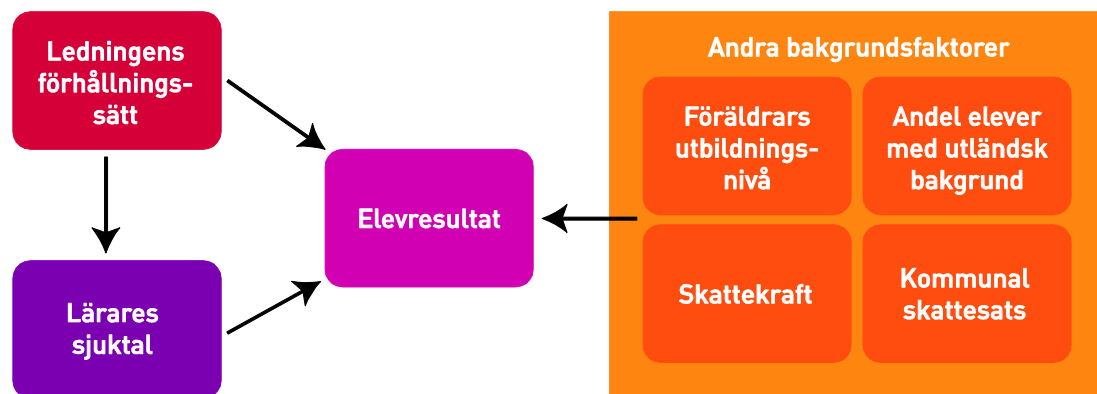 Ledningens
förhållnings-
sätt
Lärares
sjuktal
Elevresultat
Andra bakgrundsfaktorer
Föräldrars
utbildnings-
nivå
Andel elever
med utländsk
bakgrund
Skattekraft
Kommunal
skattesats